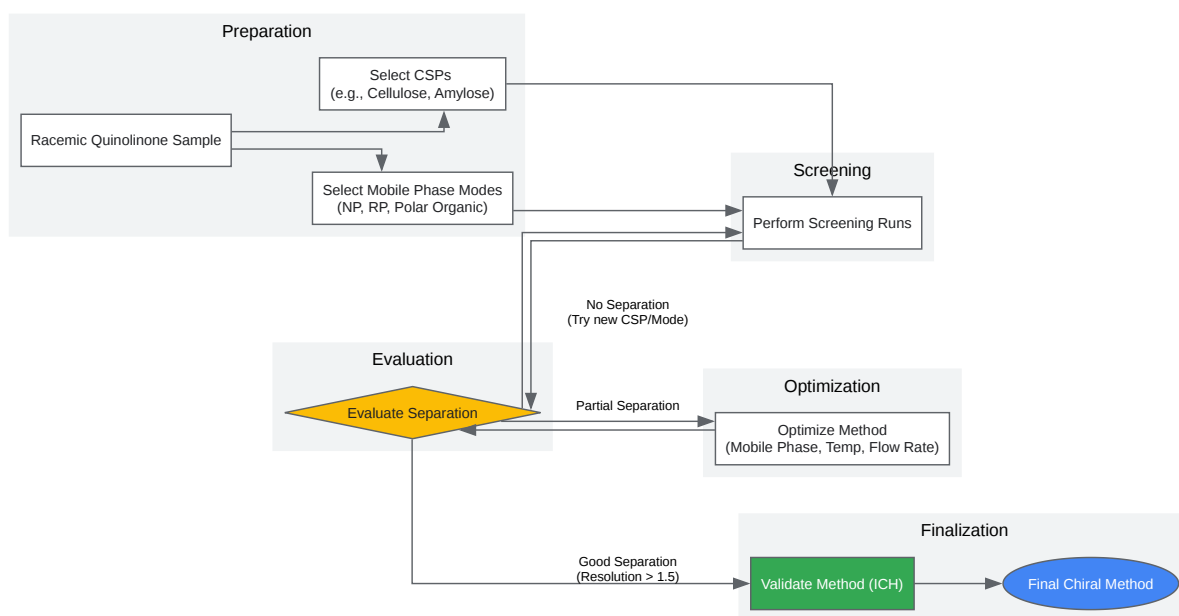 Preparation
Select CSPs
(e.g., Cellulose, Amylose)
Racemic Quinolinone Sample
Select Mobile Phase Modes
(NP, RP, Polar Organic)
Screening
Perform Screening Runs
No Separation
(Try new CSP/Mode)
Evaluation
Evaluate Separation
Partial Separation
Optimization
Optimize Method
(Mobile Phase, Temp, Flow Rate)
Good Separation
(Resolution > 1.5)
Finalization
Validate Method (ICH)
Final Chiral Method